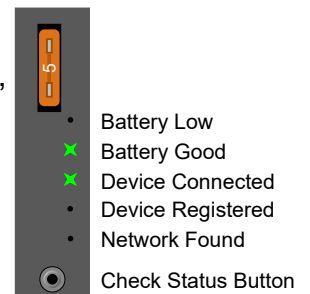 5
,
Battery Low
Battery Good
Device Connected
Device Registered
Network Found
Check Status Button